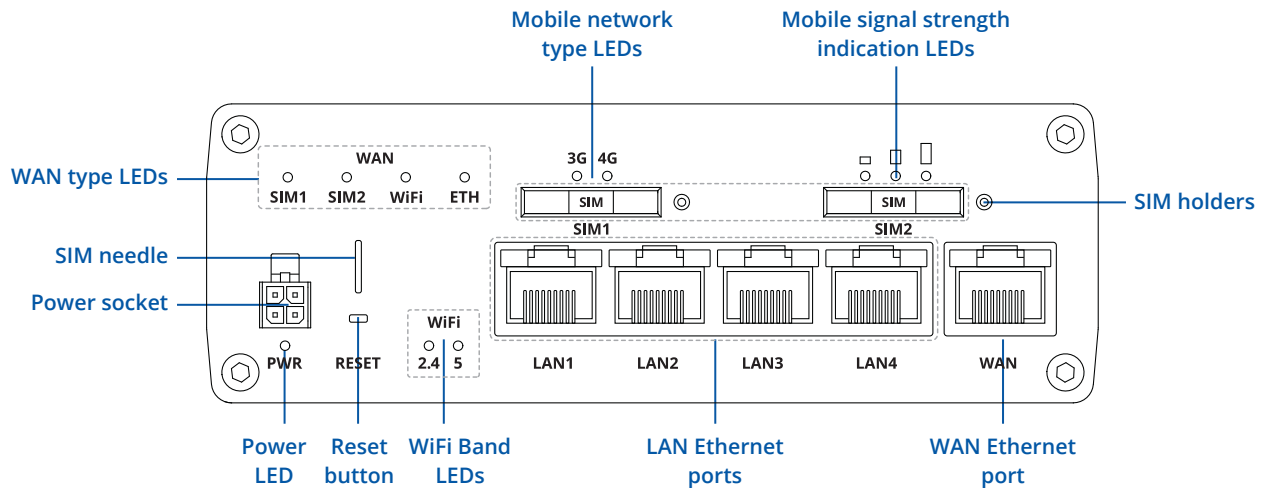 Mobile network
type LEDs
Mobile signal strength
indication LEDs
WAN type LEDs
WAN
SIM1
SIM2
WiFi
ETH
3G 4G
SIM
SIM1
SIM
SIM2
SIM holders
SIM needle
Power socket
PWR
RESET
WiFi
2.4 5
LAN1
LAN2
LAN3
LAN4
WAN
Power
LED
Reset
button
WiFi Band
LEDs
LAN Ethernet
ports
WAN Ethernet
port